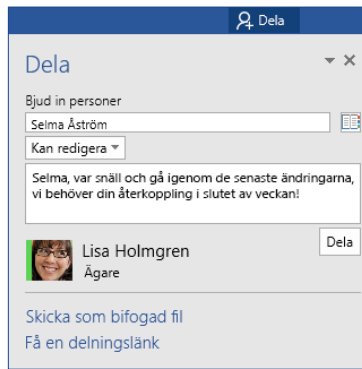 Dela
Dela
Bjud in personer
Selma Åström
Kan redigera
Selma, var snäll och gå igenom de senaste ändringarna,
vi behöver din återkoppling i slutet av veckan!
Dela
Lisa Holmgren
Ägare
Skicka som bifogad fil
Få en delningslänk